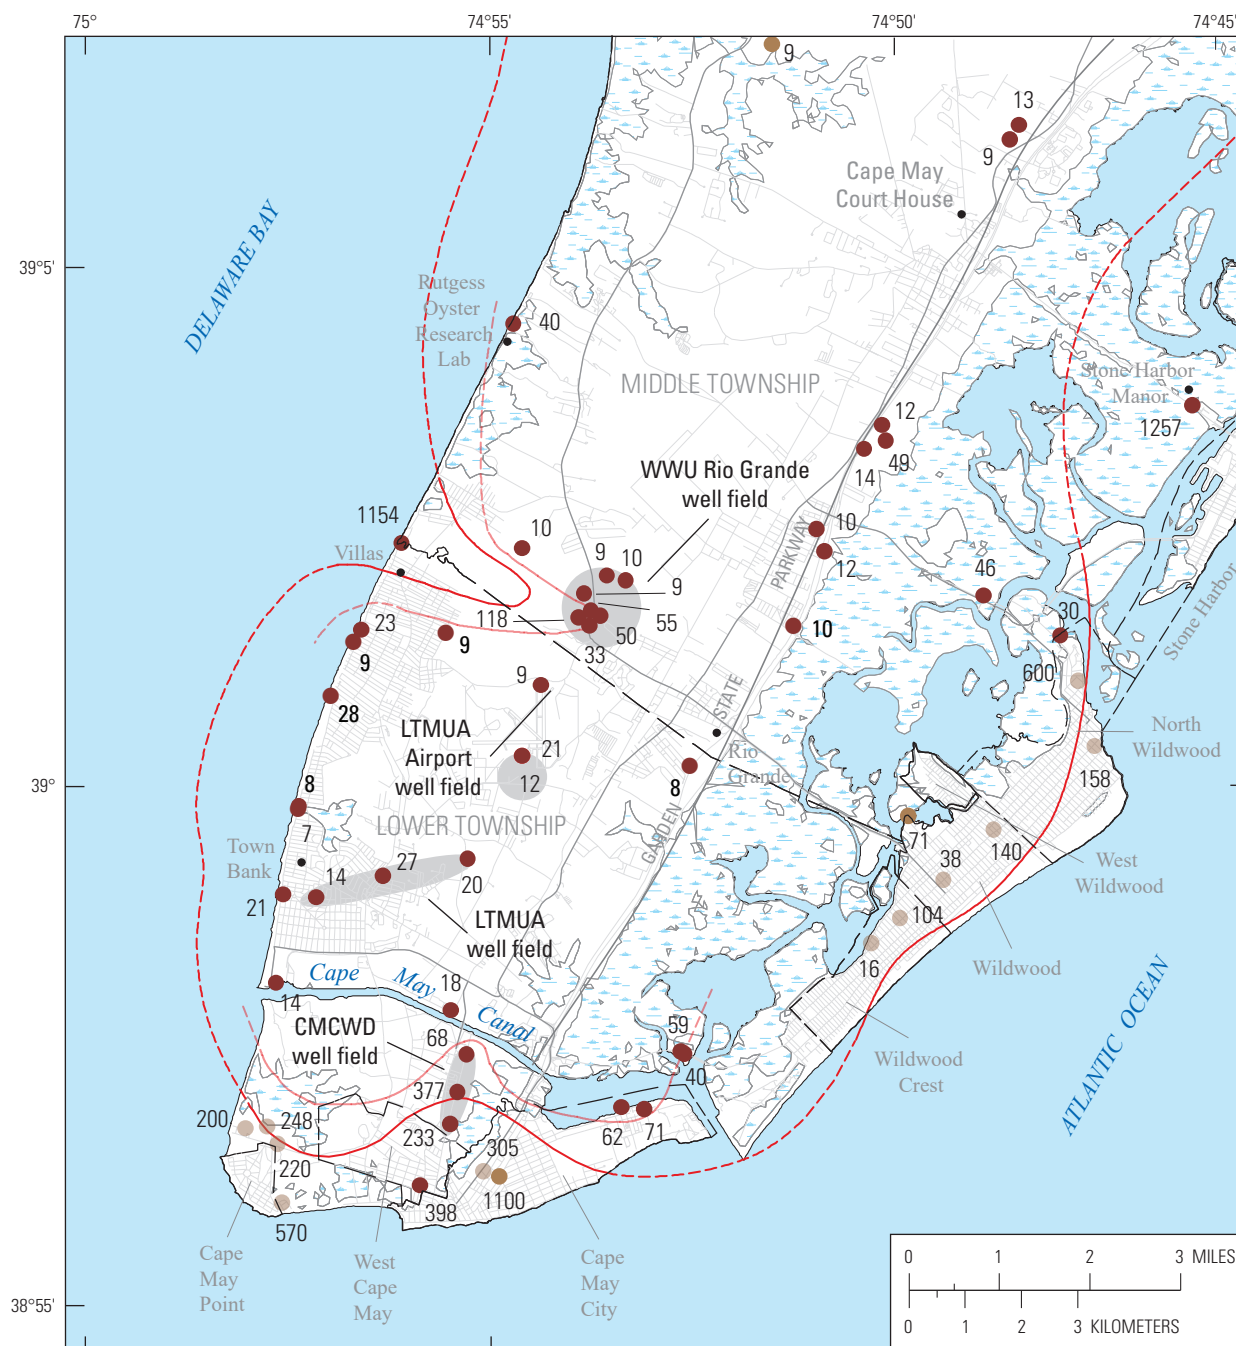 75°
74°55'
74°50'
74°45'
9
13
9
Cape May
Court House
DELAWARE BAY
39°5'
Rutgess
Oyster
Research
Lab
40
MIDDLE TOWNSHIP
Stone Harbor
Manor
1257
12
49
14
WWU Rio Grande
well field
1154
Villas
10
9
10
9
55
118
50
33
PARKWAY
10
12
46
30
10
600
Stone Harbor
23
9
9
28
9
LTMUA
Airport
well field
21
12
STATE
Rio
Grande
North
Wildwood
158
39°
8
7
8
LOWER TOWNSHIP
GARDEN
71
38
140
West
Wildwood
Town
Bank
14
27
20
21
LTMUA
well field
104
16
Wildwood
Cape May Canal
14
18
CMCWD
well field
68
59
40
Wildwood
Crest
ATLANTIC OCEAN
377
200
248
233
305
62
71
220
1100
398
570
Cape
May
Point
West
Cape
May
Cape
May
City
38°55'
0 1 2 3 MILES
0 1 2 3 KILOMETERS